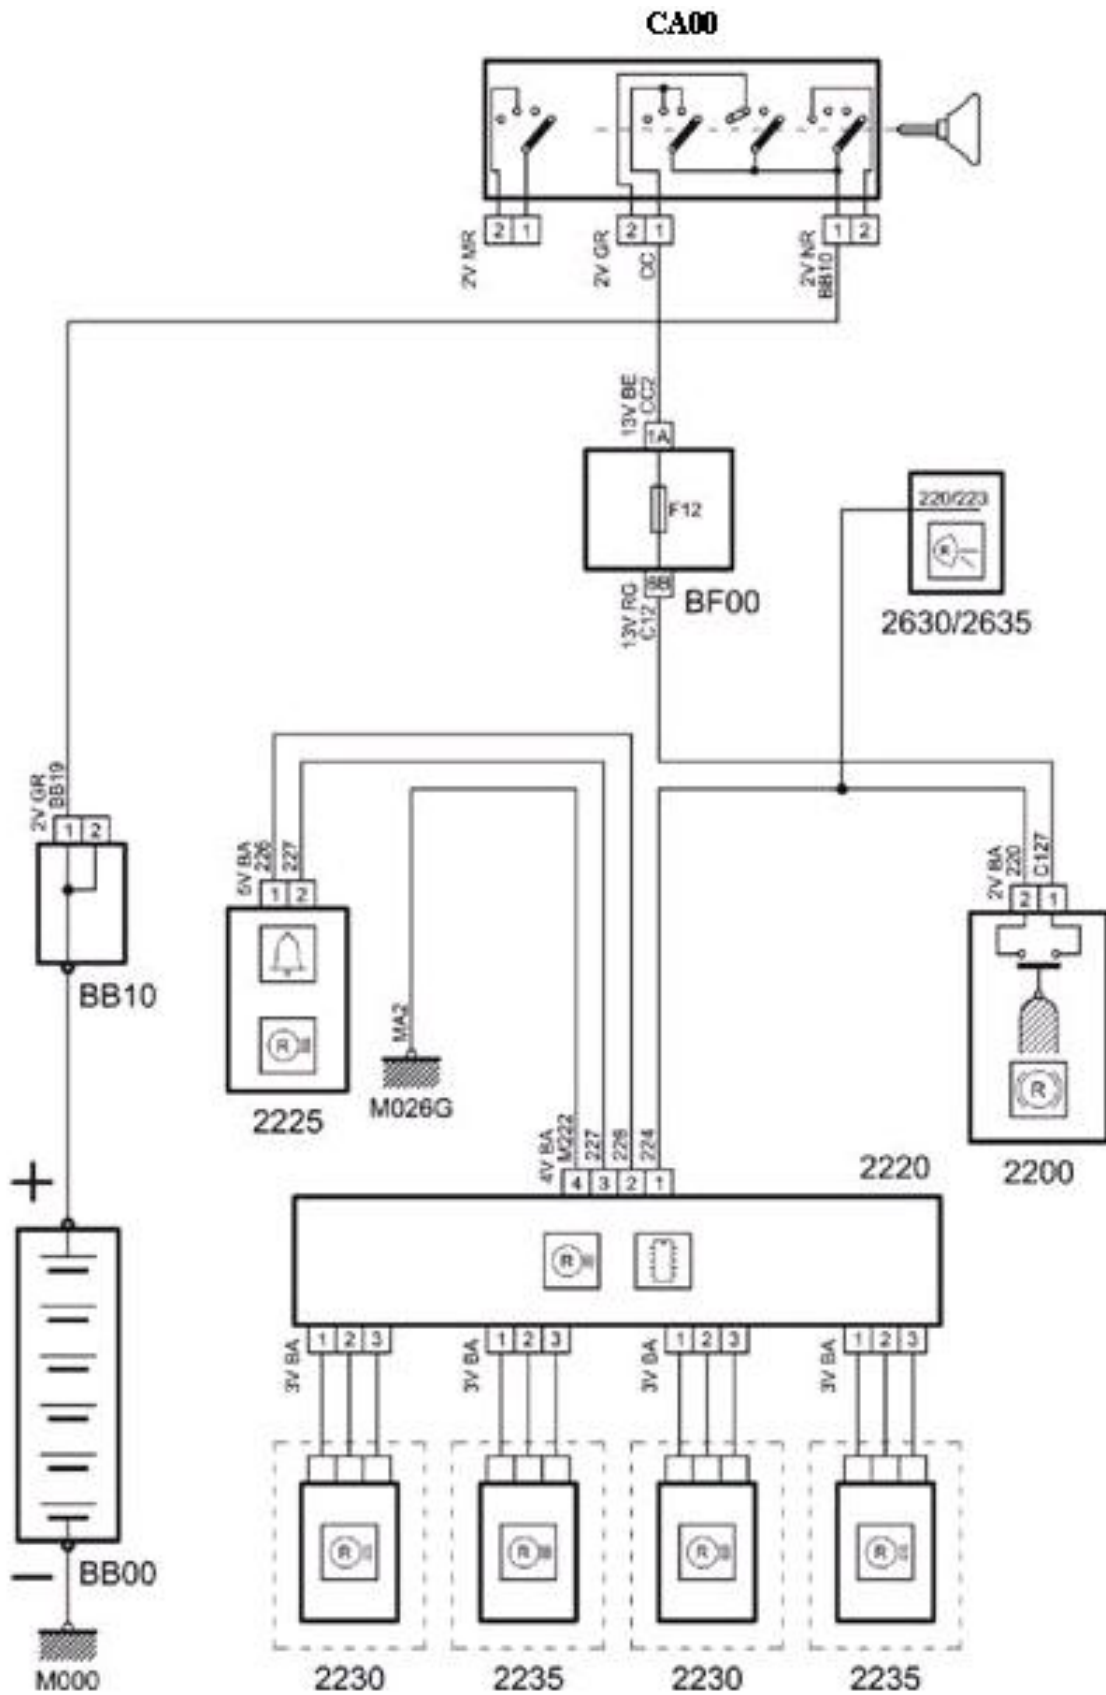 CA00
2 1
2 1
1 2
2V MR
2V GR
CC
2V NR
BB10
13V BE
CC2
1A
F12
8B
BF00
13V RG
C12
220/223
R
2630/2635
2V GR
BB19
1 2
BB10
6V BA
226
227
1 2
R
2225
MA2
M026G
2V BA
220
C127
2 1
R
2200
4V BA
M222
227
226
224
4 3 2 1
2220
R
+
BB00
−
M000
3V BA
1 2 3
3V BA
1 2 3
3V BA
1 2 3
3V BA
1 2 3
R
R
R
R
2230
2235
2230
2235